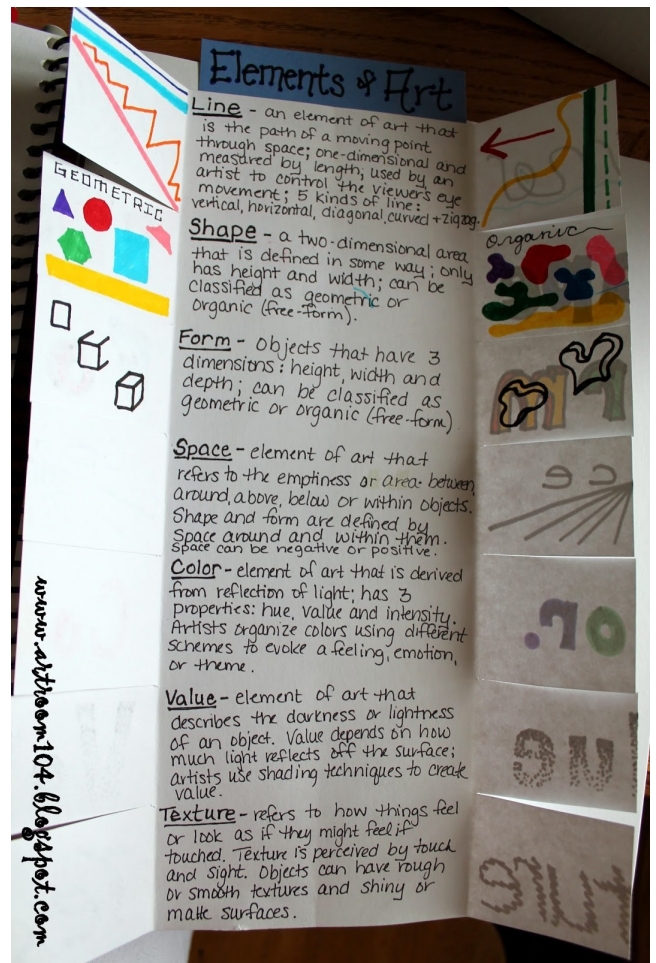 Elements of Art
Line - an element of art that
is the path of a moving point
through space; one-dimensional and
measured by length; used by an
artist to control the viewer's eye
movement; 5 kinds of line:
vertical, horizontal, diagonal, curved + zigzag.
GEOMETRIC
Shape - a two-dimensional area
that is defined in some way; only
has height and width; can be
classified as geometric or
organic (free-form).
Organic
Form - objects that have 3
dimensions: height, width and
depth; can be classified as
geometric or organic (free-form).
Space - element of art that
refers to the emptiness or area between,
around, above, below or within objects.
Shape and form are defined by
space around and within them.
space can be negative or positive.
Color - element of art that is derived
from reflection of light; has 3
properties: hue, value and intensity.
Artists organize colors using different
schemes to evoke a feeling, emotion,
or theme.
Value - element of art that
describes the darkness or lightness
of an object. Value depends on how
much light reflects off the surface;
artists use shading techniques to create
value.
Texture - refers to how things feel
or look as if they might feel if
touched. Texture is perceived by touch
and sight. Objects can have rough
or smooth textures and shiny or
matte surfaces.
www.artroom104.blogspot.com